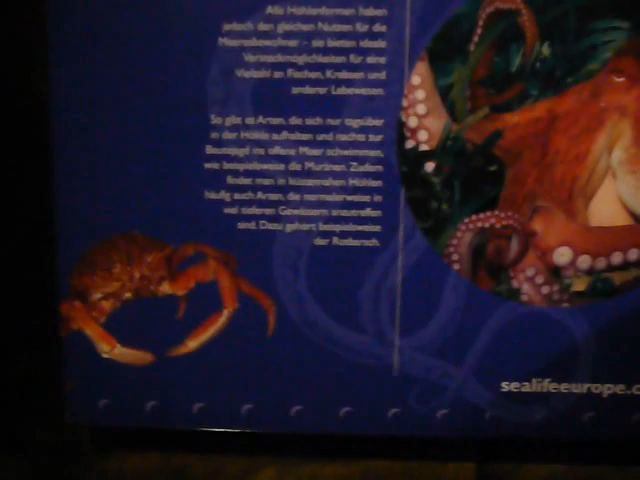 Alle Höhlenformen haben
jedoch den gleichen Nutzen für die
Meeresbewohner - sie bieten ideale
Versteckmöglichkeiten für eine
Vielzahl an Fischen, Krebsen und
anderer Lebewesen.
So gibt es Arten, die sich nur tagsüber
in der Höhle aufhalten und nachts zur
Beutejagd ins offene Meer schwimmen,
wie beispielsweise die Muränen. Zudem
findet man in küstennahen Höhlen
häufig auch Arten, die normalerweise in
viel tieferen Gewässern anzutreffen
sind. Dazu gehört beispielsweise
der Rotbarsch.
sealifeeurope.c